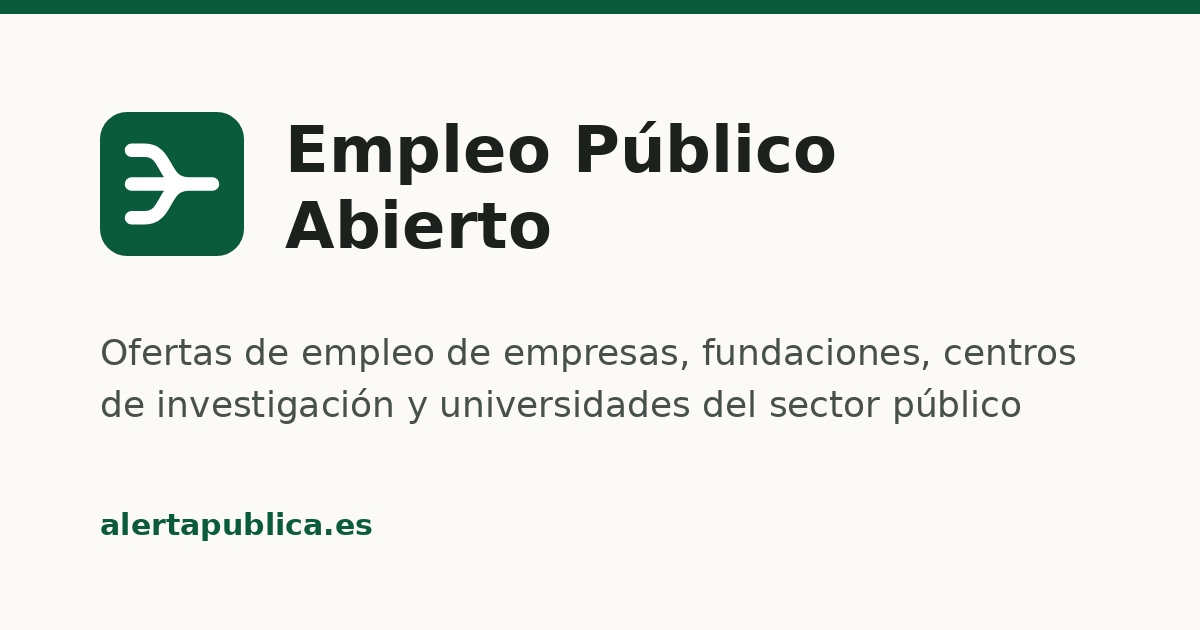 Empleo Público
Abierto
Ofertas de empleo de empresas, fundaciones, centros
de investigación y universidades del sector público
alertapublica.es